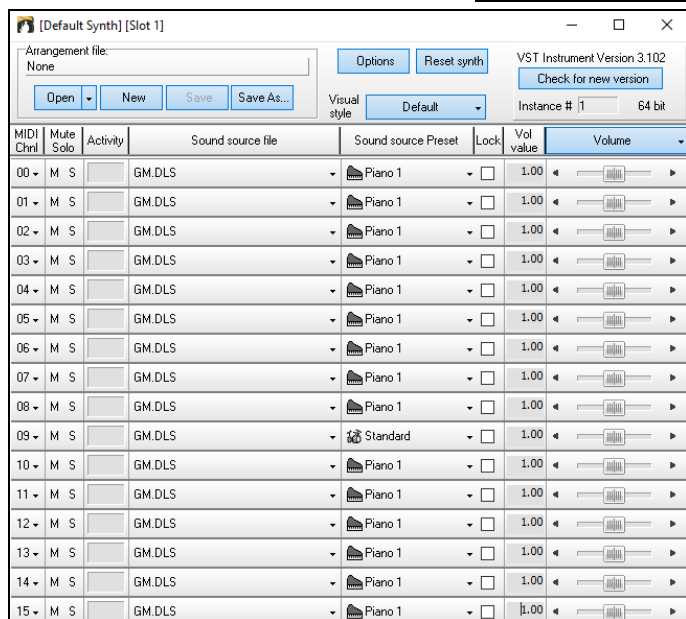 [Default Synth] [Slot 1]
Arrangement file:
None
Options Reset synth
VST Instrument Version 3.102
Check for new version
Open New Save Save As...
Visual style Default
Instance # 1 64 bit
MIDI Chnl Mute Solo Activity Sound source file Sound source Preset Lock Vol value Volume
00 M S GM.DLS Piano 1 1.00
01 M S GM.DLS Piano 1 1.00
02 M S GM.DLS Piano 1 1.00
03 M S GM.DLS Piano 1 1.00
04 M S GM.DLS Piano 1 1.00
05 M S GM.DLS Piano 1 1.00
06 M S GM.DLS Piano 1 1.00
07 M S GM.DLS Piano 1 1.00
08 M S GM.DLS Piano 1 1.00
09 M S GM.DLS Standard 1.00
10 M S GM.DLS Piano 1 1.00
11 M S GM.DLS Piano 1 1.00
12 M S GM.DLS Piano 1 1.00
13 M S GM.DLS Piano 1 1.00
14 M S GM.DLS Piano 1 1.00
15 M S GM.DLS Piano 1 1.00